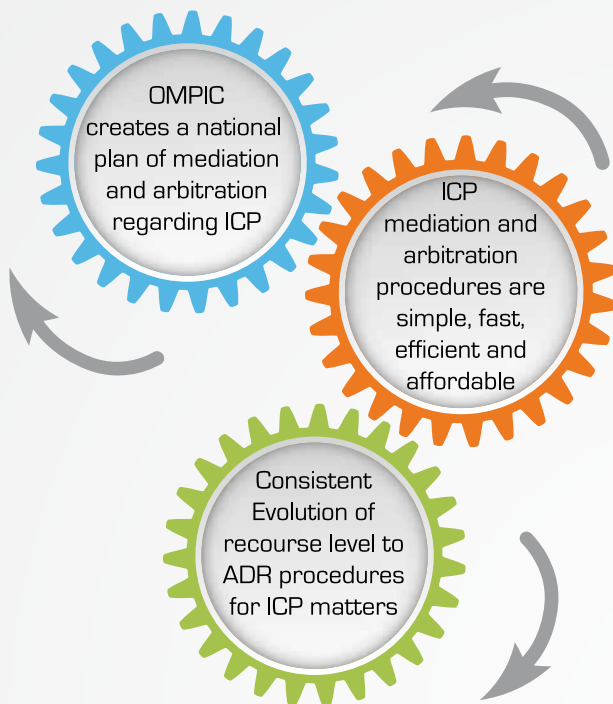 OMPIC
creates a national
plan of mediation
and arbitration
regarding ICP
ICP
mediation and
arbitration
procedures are
simple, fast,
efficient and
affordable
Consistent
Evolution of
recourse level to
ADR procedures
for ICP matters